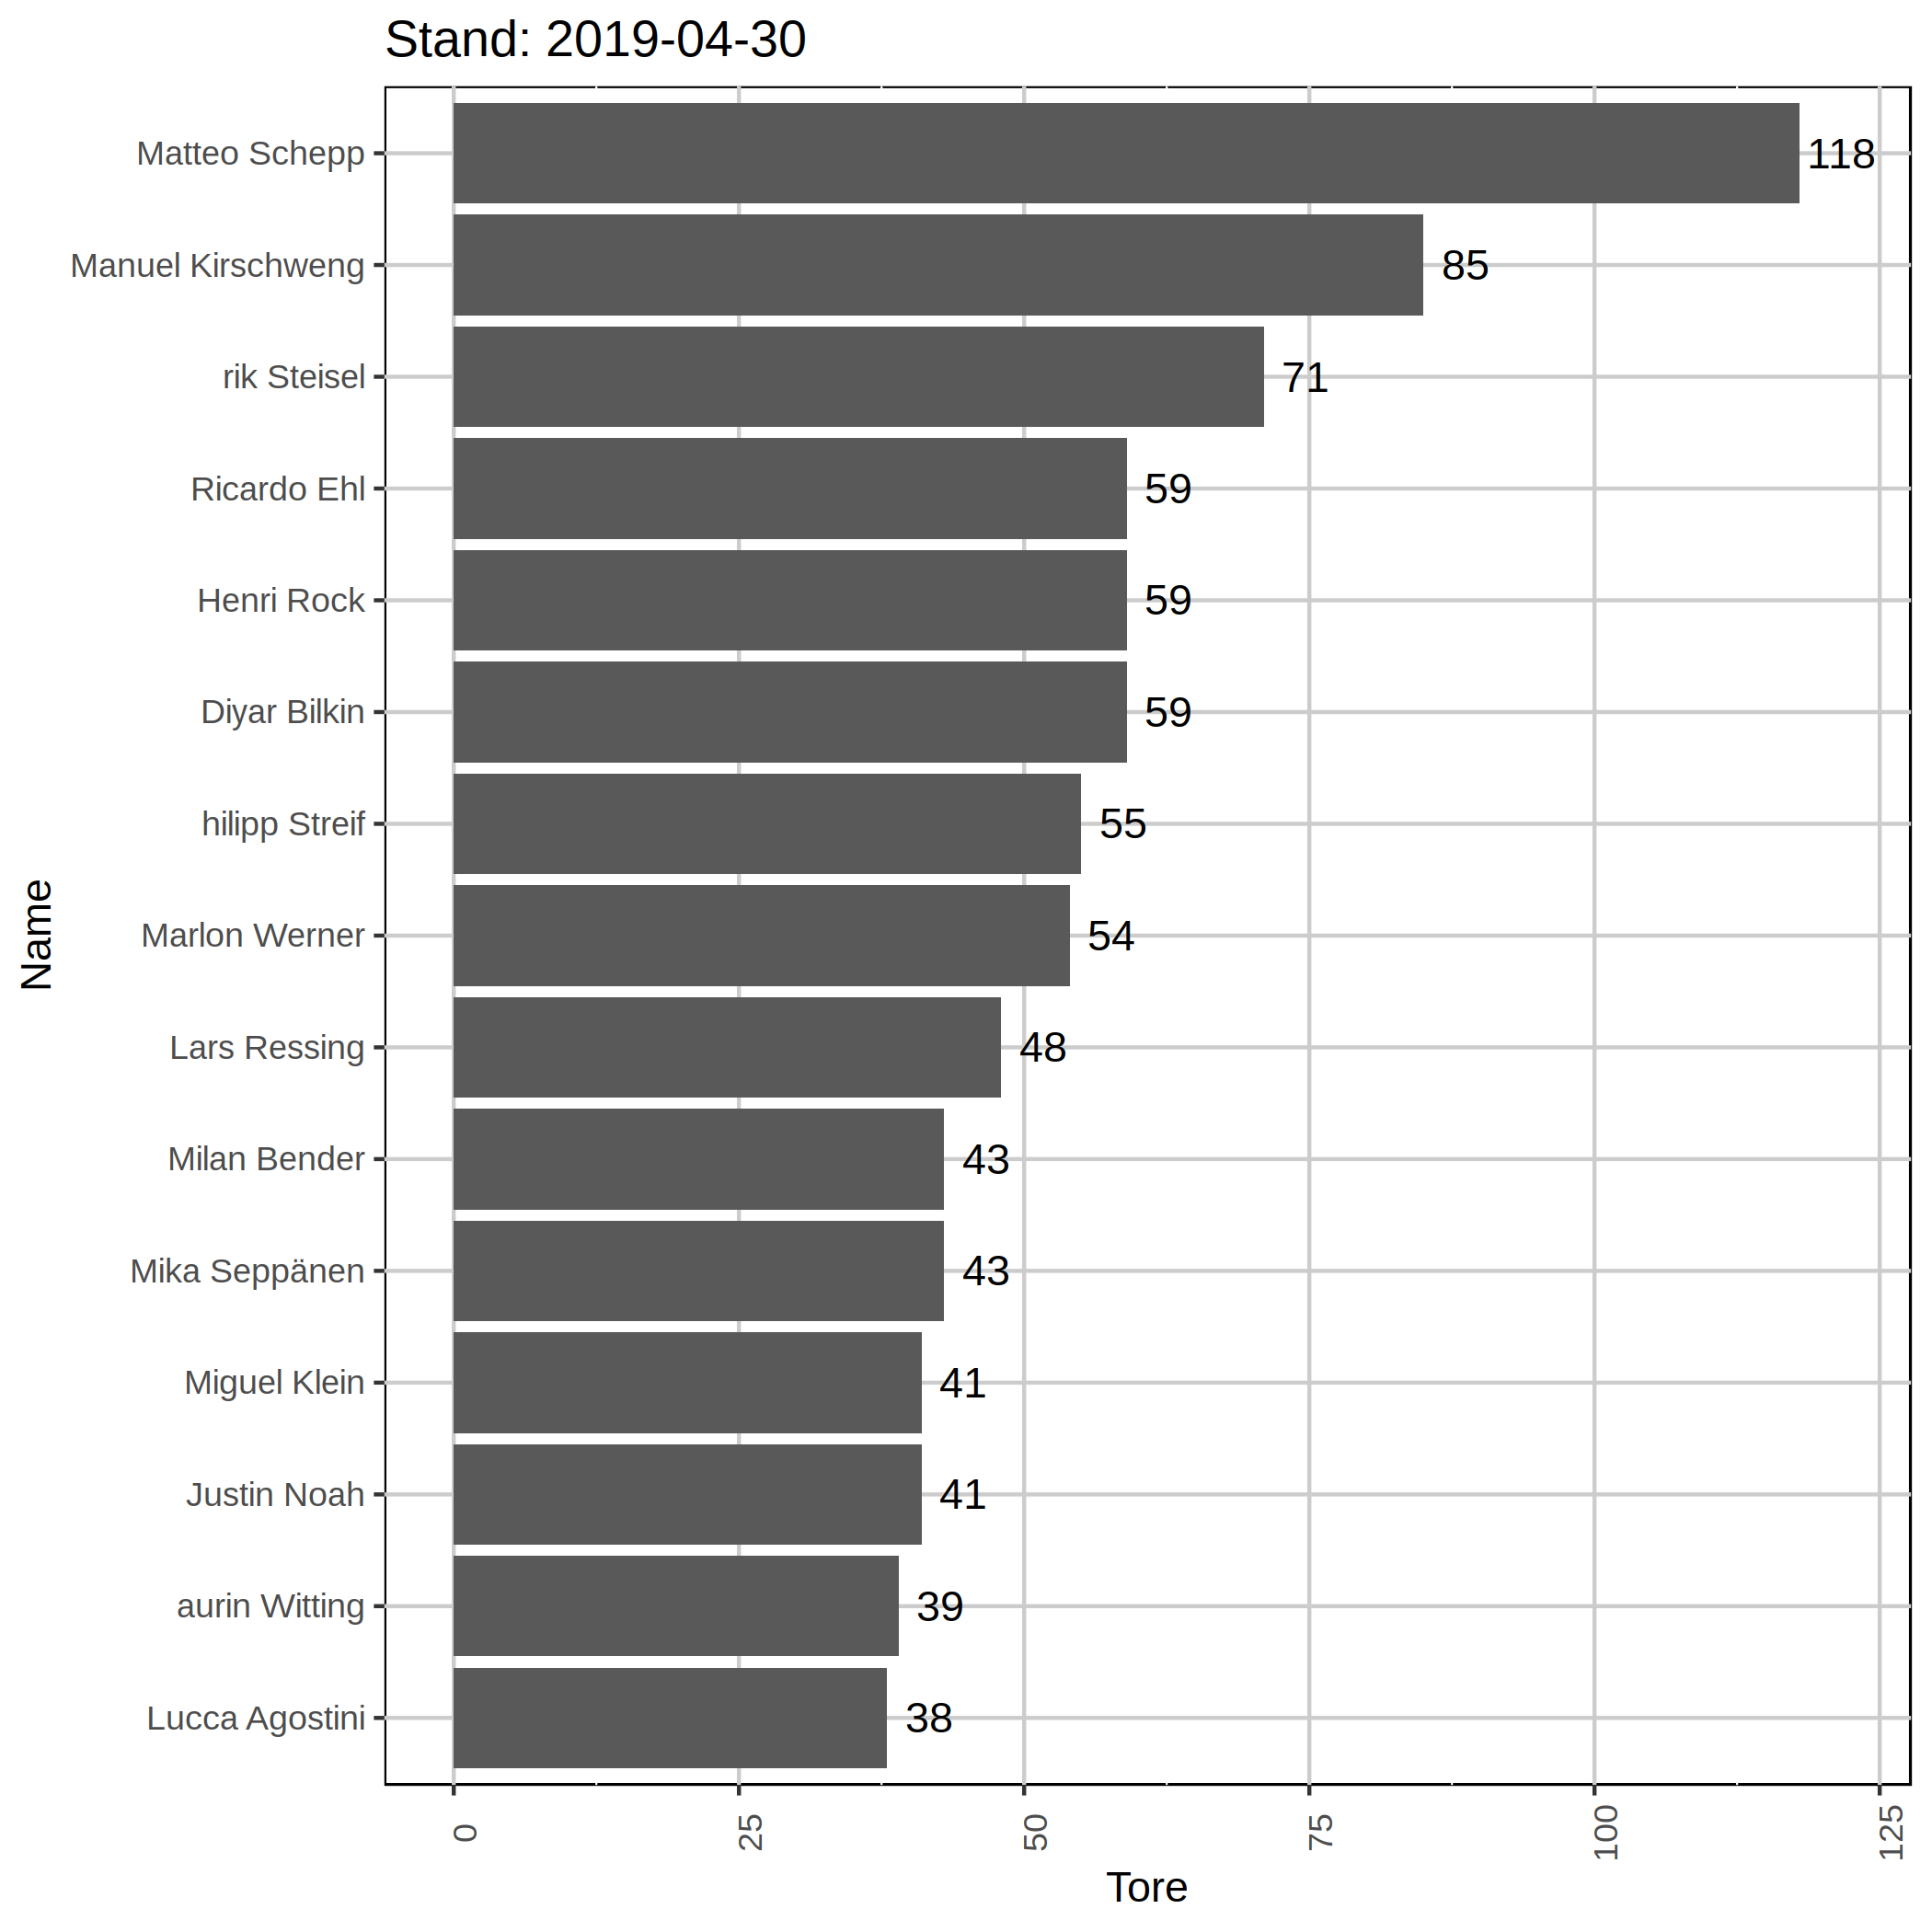 Stand: 2019-04-30
Name
Matteo Schepp 118
Manuel Kirschweng 85
rik Steisel 71
Ricardo Ehl 59
Henri Rock 59
Diyar Bilkin 59
hilipp Streif 55
Marlon Werner 54
Lars Ressing 48
Milan Bender 43
Mika Seppänen 43
Miguel Klein 41
Justin Noah 41
aurin Witting 39
Lucca Agostini 38
0 25 50 75 100 125
Tore